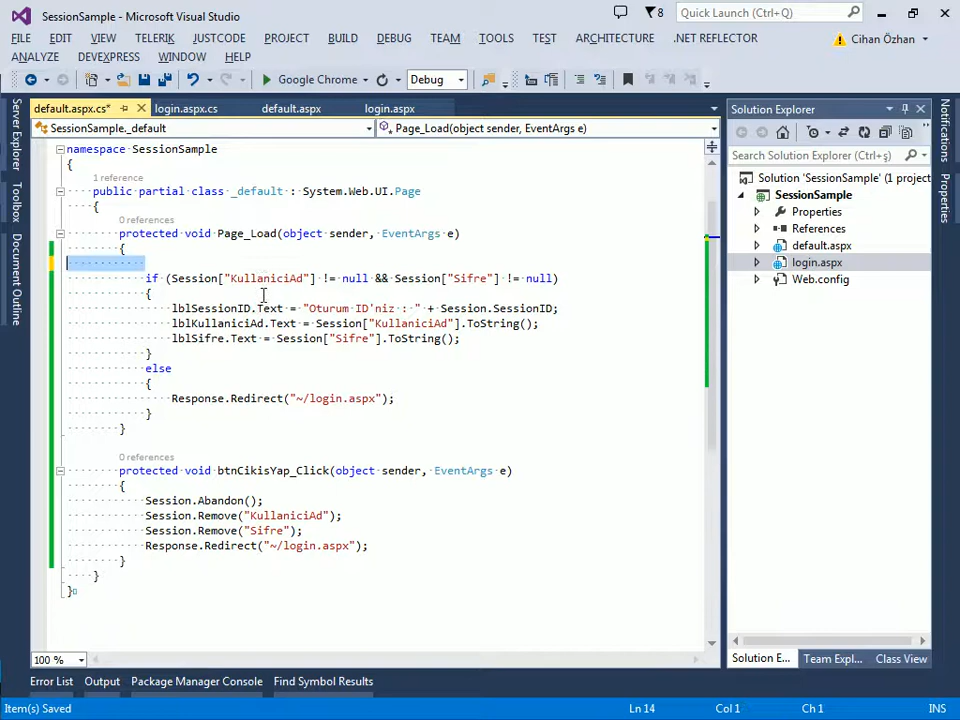 SessionSample - Microsoft Visual Studio
8
Quick Launch (Ctrl+Q)
FILE EDIT VIEW TELERIK JUSTCODE PROJECT BUILD DEBUG TEAM TOOLS TEST ARCHITECTURE .NET REFLECTOR
Cihan Özhan
ANALYZE DEVEXPRESS WINDOW HELP
Google Chrome
Debug
default.aspx.cs*
login.aspx.cs
default.aspx
login.aspx
SessionSample._default
Page_Load(object sender, EventArgs e)
namespace SessionSample
{
1 reference
public partial class _default : System.Web.UI.Page
{
0 references
protected void Page_Load(object sender, EventArgs e)
{
if (Session["KullaniciAd"] != null && Session["Sifre"] != null)
{
lblSessionID.Text = "Oturum ID'niz : " + Session.SessionID;
lblKullaniciAd.Text = Session["KullaniciAd"].ToString();
lblSifre.Text = Session["Sifre"].ToString();
}
else
{
Response.Redirect("~/login.aspx");
}
}
0 references
protected void btnCikisYap_Click(object sender, EventArgs e)
{
Session.Abandon();
Session.Remove("KullaniciAd");
Session.Remove("Sifre");
Response.Redirect("~/login.aspx");
}
}
}
100 %
Server Explorer
Toolbox
Document Outline
Solution Explorer
Search Solution Explorer (Ctrl+ş)
Solution 'SessionSample' (1 project
SessionSample
Properties
References
default.aspx
login.aspx
Web.config
Solution E...
Team Expl...
Class View
Notifications
Properties
Error List
Output
Package Manager Console
Find Symbol Results
Item(s) Saved
Ln 14
Col 1
Ch 1
INS